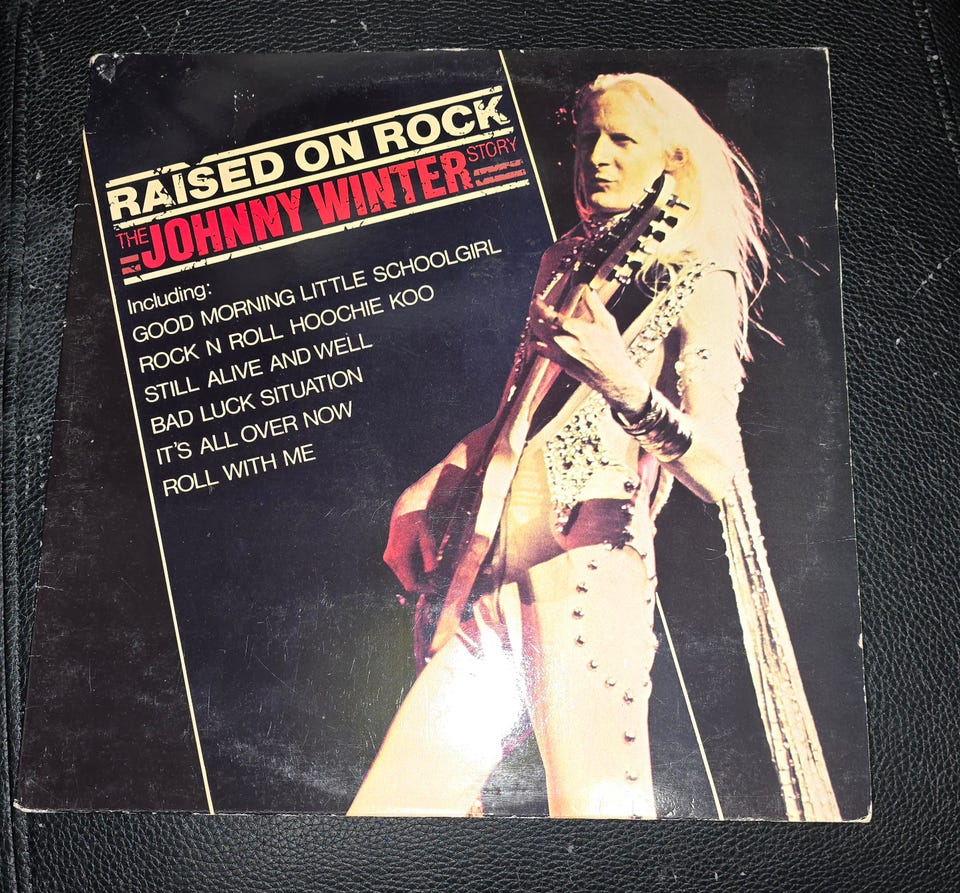 RAISED ON ROCK
THE JOHNNY WINTER STORY
Including:
GOOD MORNING LITTLE SCHOOLGIRL
ROCK N ROLL HOOCHIE KOO
STILL ALIVE AND WELL
BAD LUCK SITUATION
IT'S ALL OVER NOW
ROLL WITH ME